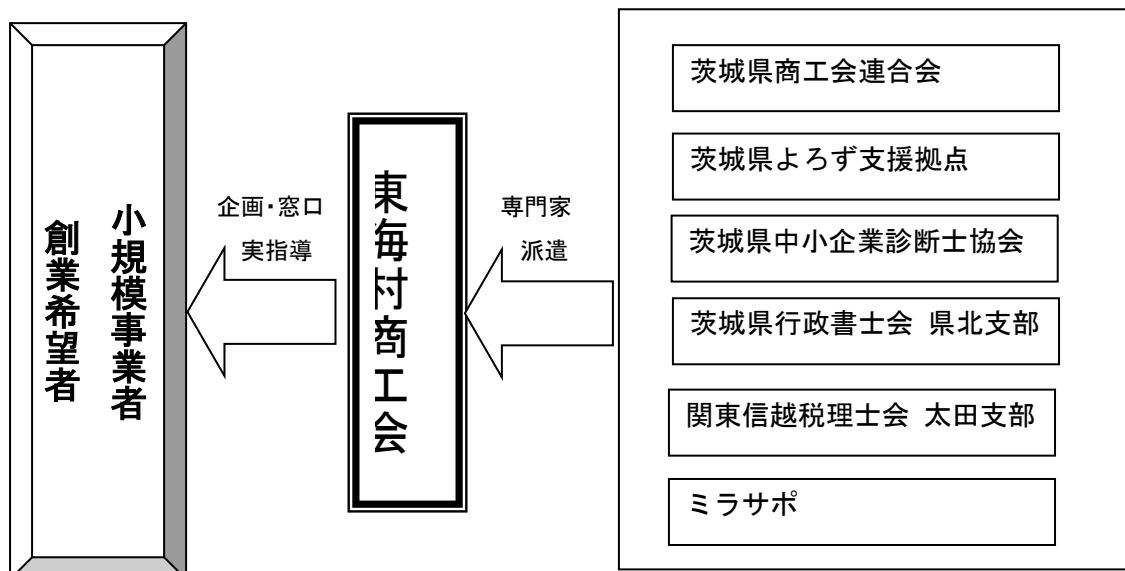 小規模事業者
創業希望者
企画・窓口
実指導
東海村商工会
専門家
派遣
茨城県商工会連合会
茨城県よろず支援拠点
茨城県中小企業診断士協会
茨城県行政書士会 県北支部
関東信越税理士会 太田支部
ミラサポ